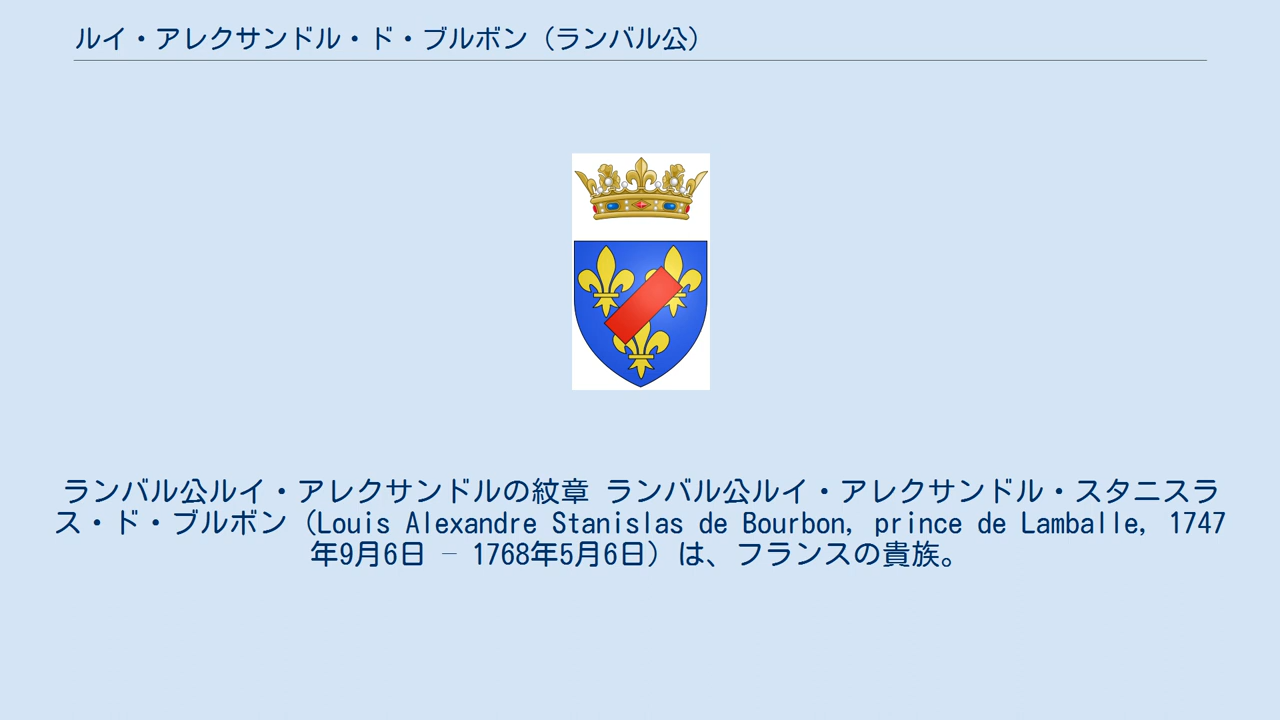 ルイ・アレクサンドル・ド・ブルボン（ランバル公）
ランバル公ルイ・アレクサンドルの紋章 ランバル公ルイ・アレクサンドル・スタニスラ
ス・ド・ブルボン（Louis Alexandre Stanislas de Bourbon, prince de Lamballe, 1747
年9月6日 – 1768年5月6日）は、フランスの貴族。